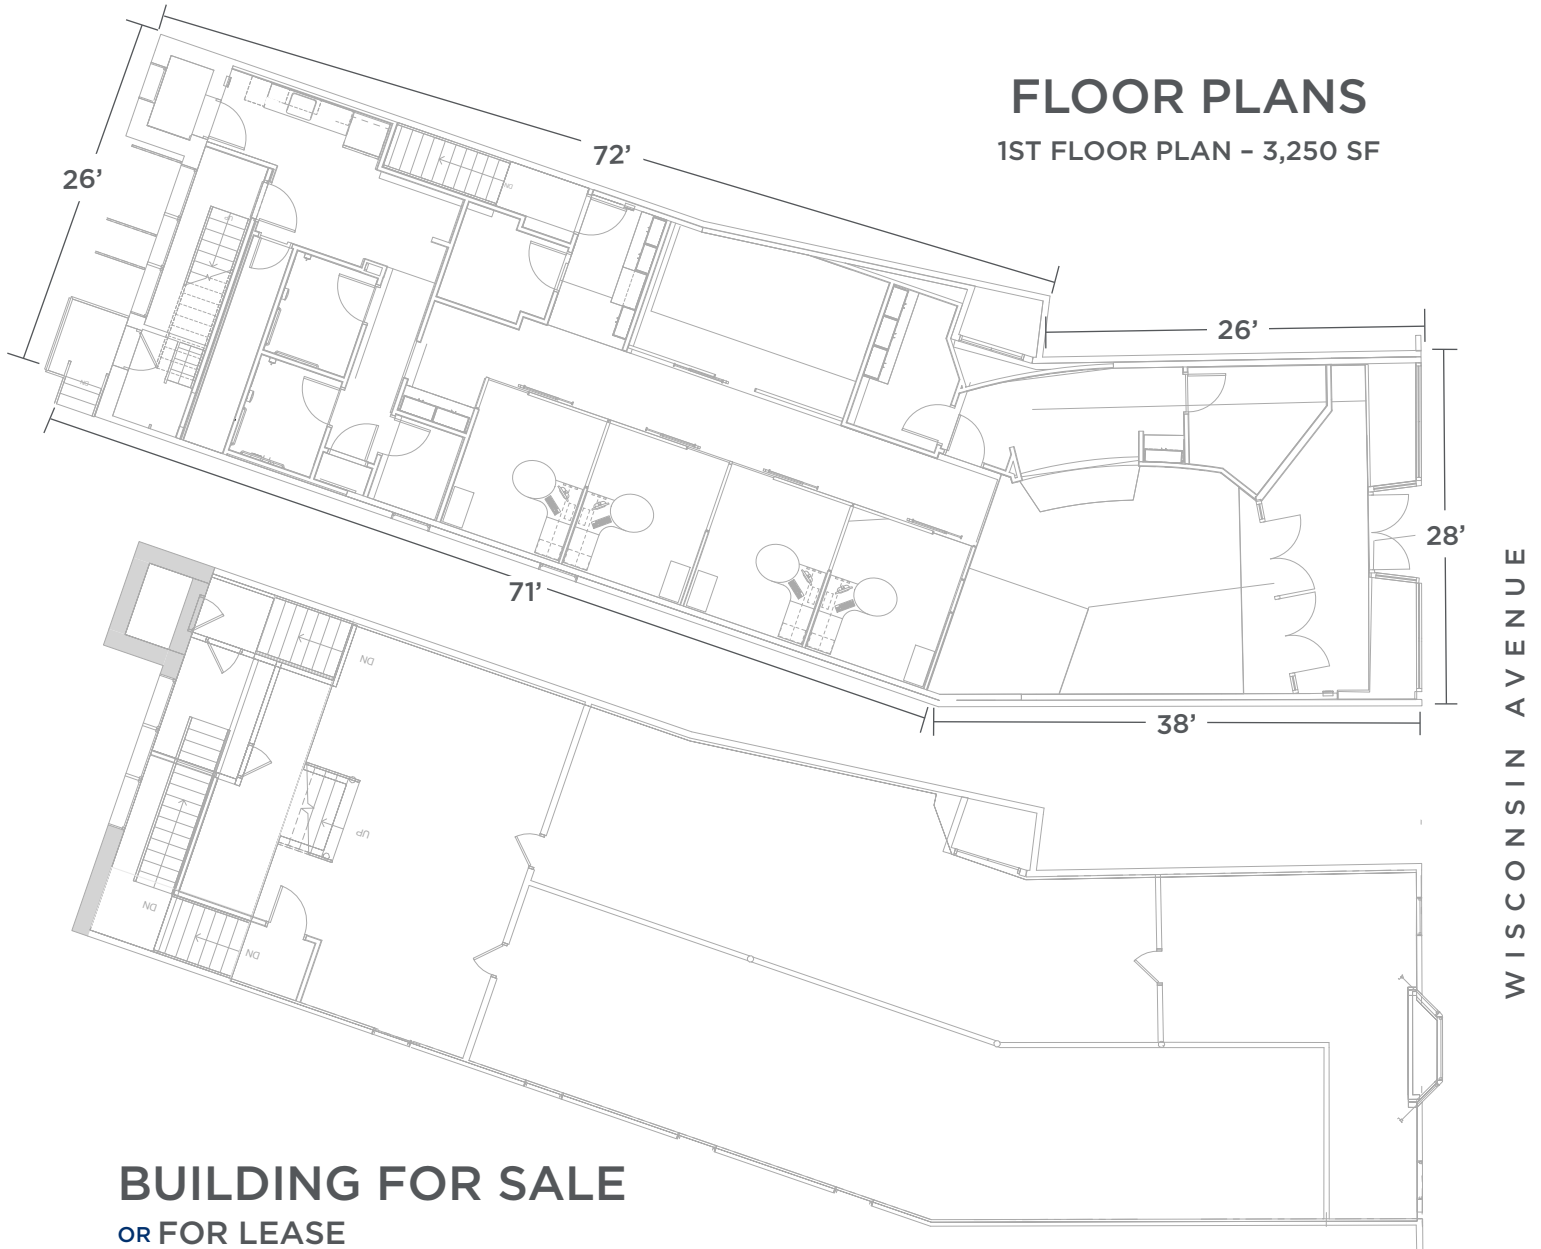 FLOOR PLANS
1ST FLOOR PLAN – 3,250 SF
72’
26’
26’
28’
71’
38’
WISCONSIN AVENUE
UP
DN
DN
DN
UP
DN
DN
BUILDING FOR SALE
OR FOR LEASE